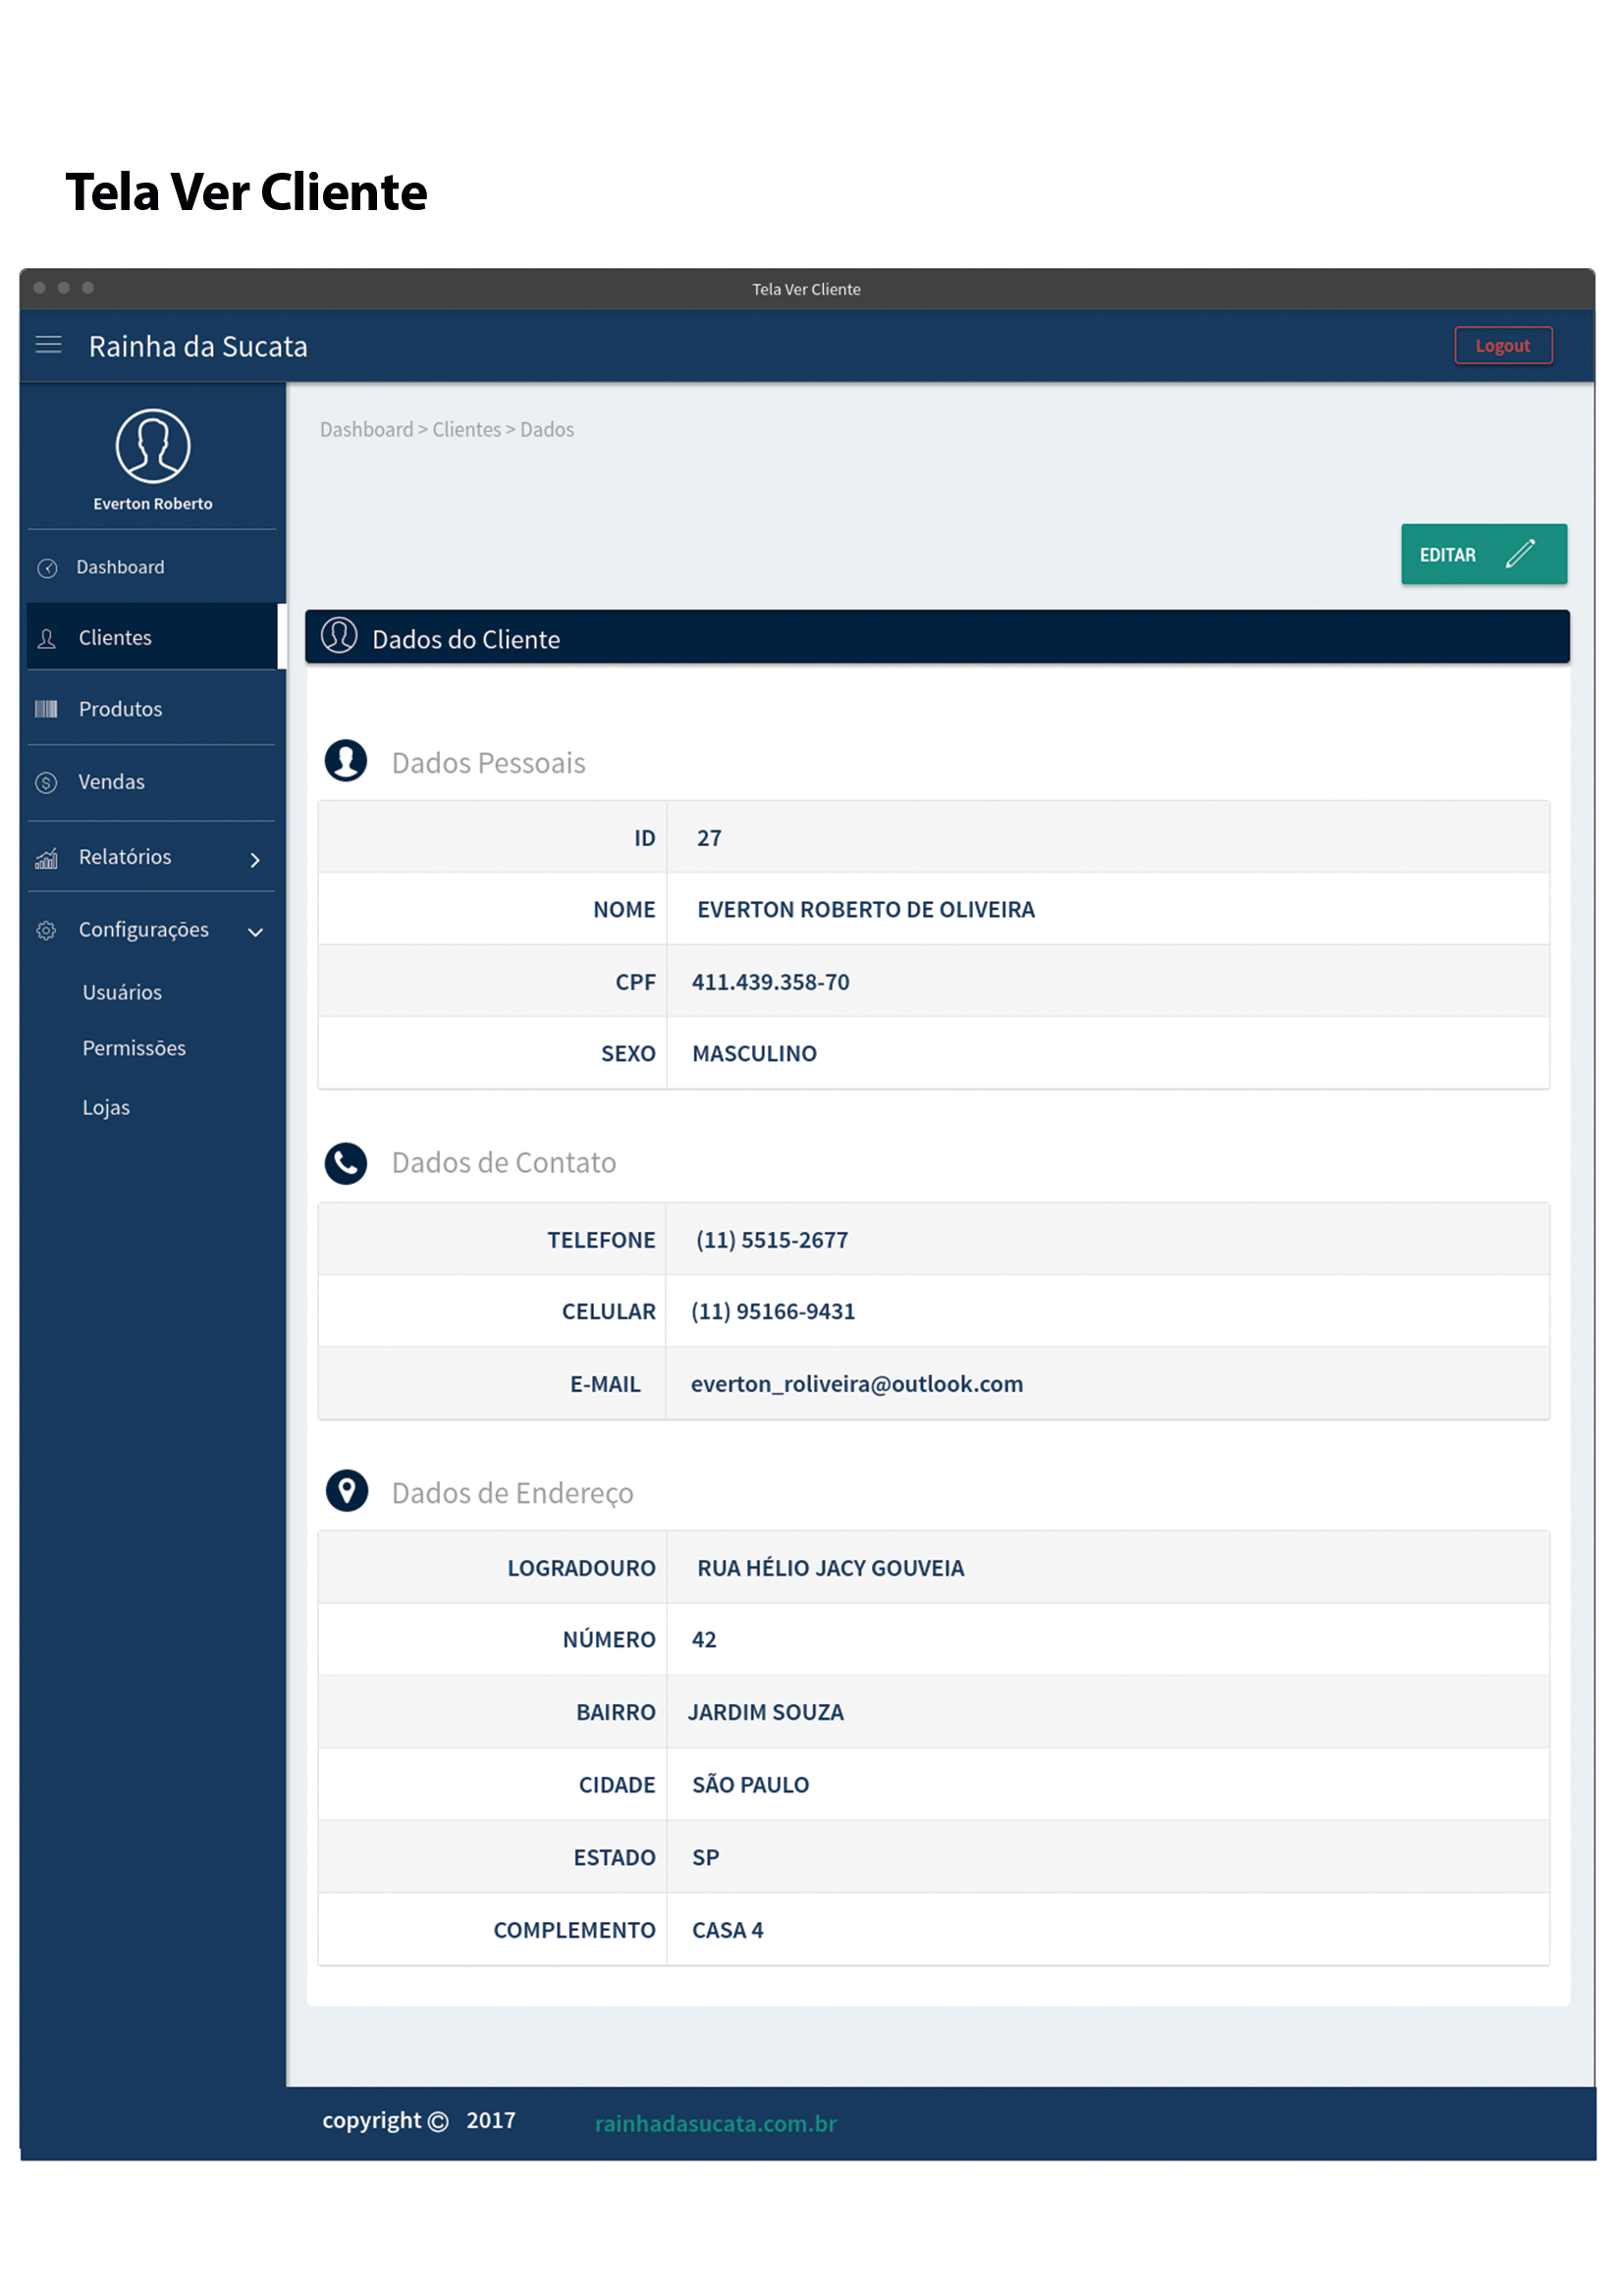 Tela Ver Cliente
Tela Ver Cliente
Rainha da Sucata
Logout
Everton Roberto
Dashboard
Clientes
Produtos
Vendas
Relatórios
Configurações
Usuários
Permissões
Lojas
Dashboard > Clientes > Dados
EDITAR
Dados do Cliente
Dados Pessoais
ID 27
NOME EVERTON ROBERTO DE OLIVEIRA
CPF 411.439.358-70
SEXO MASCULINO
Dados de Contato
TELEFONE (11) 5515-2677
CELULAR (11) 95166-9431
E-MAIL everton_roliveira@outlook.com
Dados de Endereço
LOGRADOURO RUA HÉLIO JACY GOUVEIA
NÚMERO 42
BAIRRO JARDIM SOUZA
CIDADE SÃO PAULO
ESTADO SP
COMPLEMENTO CASA 4
copyright © 2017 rainhadasucata.com.br